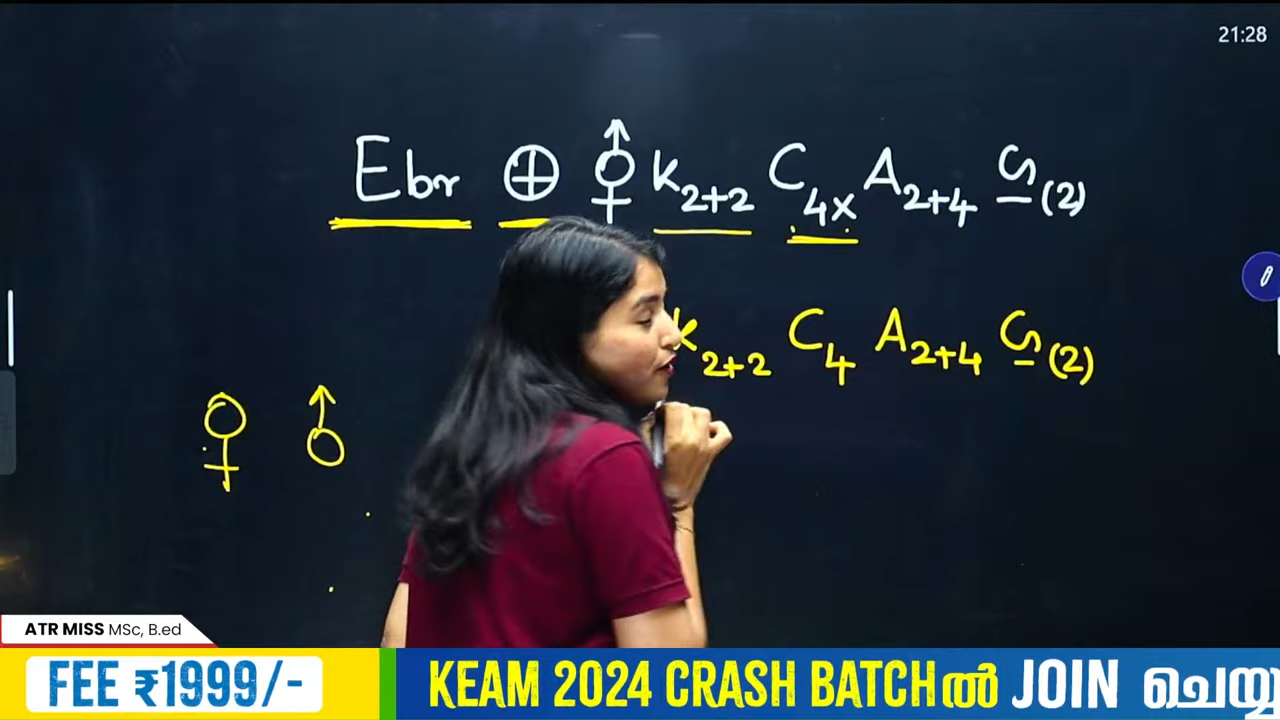 21:28
Ebr ⊕ ⚥ K2+2 C4x A2+4 G(2)
K2+2 C4 A2+4 G(2)
♀ ♂
ATR MISS MSc, B.ed
FEE ₹1999/- KEAM 2024 CRASH BATCHൽ JOIN